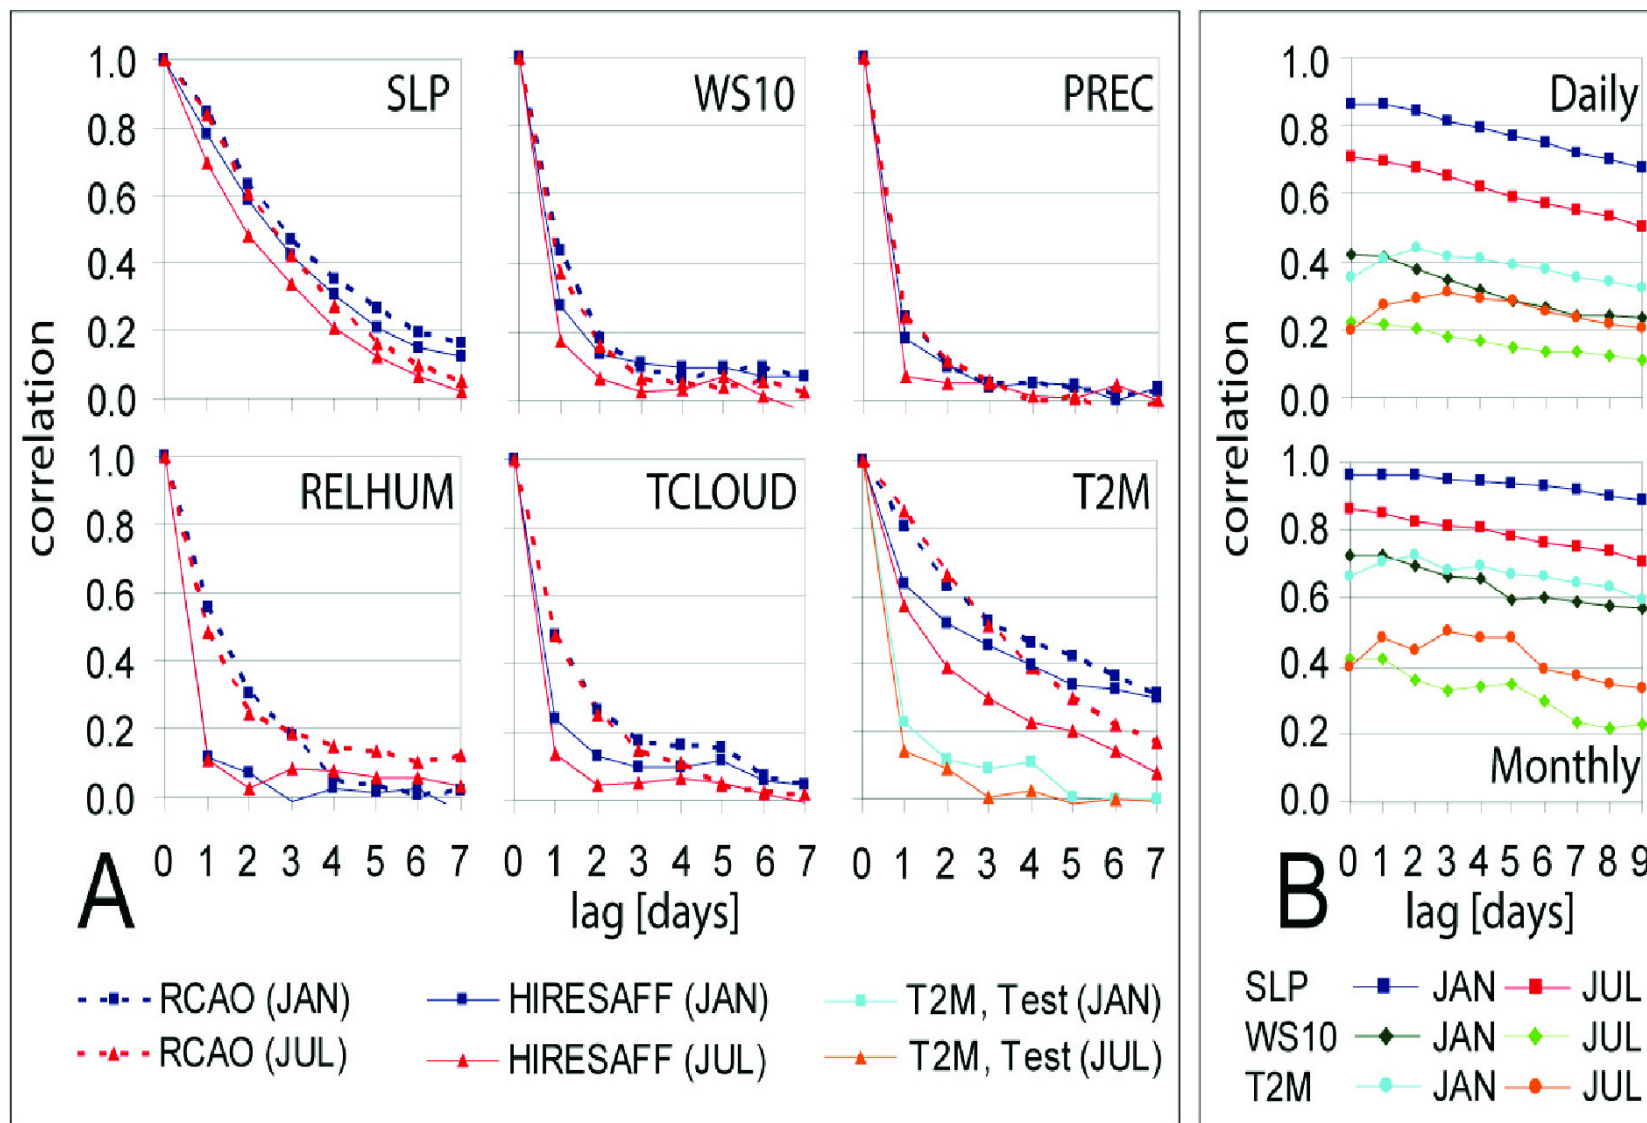 SLP
WS10
PREC
1.0
0.8
0.6
0.4
0.2
0.0
correlation
RELHUM
TCLOUD
T2M
1.0
0.8
0.6
0.4
0.2
0.0
0 1 2 3 4 5 6 7
0 1 2 3 4 5 6 7
0 1 2 3 4 5 6 7
A
lag [days]
RCAO (JAN)
HIRESAFF (JAN)
T2M, Test (JAN)
RCAO (JUL)
HIRESAFF (JUL)
T2M, Test (JUL)
Daily
1.0
0.8
0.6
0.4
0.2
0.0
correlation
1.0
0.8
0.6
0.4
0.2
0.0
Monthly
0 1 2 3 4 5 6 7 8 9
B
lag [days]
SLP JAN JUL
WS10 JAN JUL
T2M JAN JUL